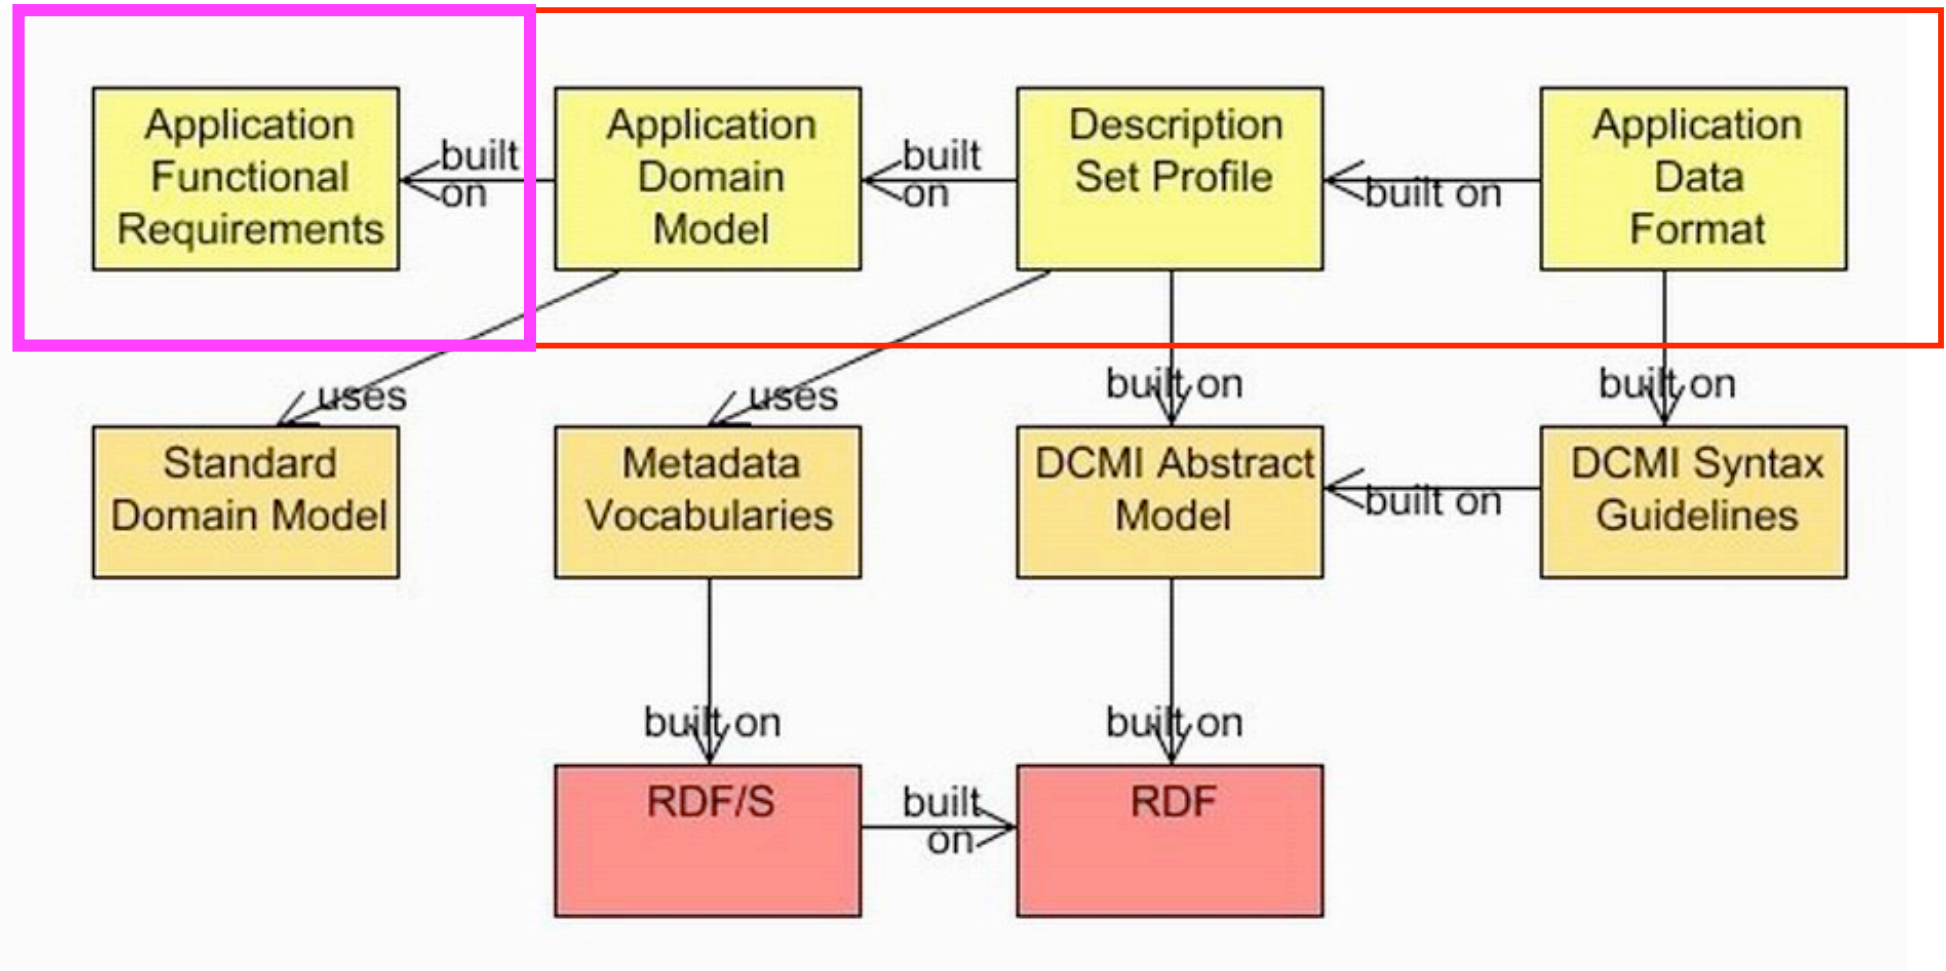 Application
Functional
Requirements
built
on
Application
Domain
Model
built
on
Description
Set Profile
built on
Application
Data
Format
uses
uses
built on
built on
Standard
Domain Model
Metadata
Vocabularies
DCMI Abstract
Model
built on
DCMI Syntax
Guidelines
built on
built on
RDF/S
built
on
RDF